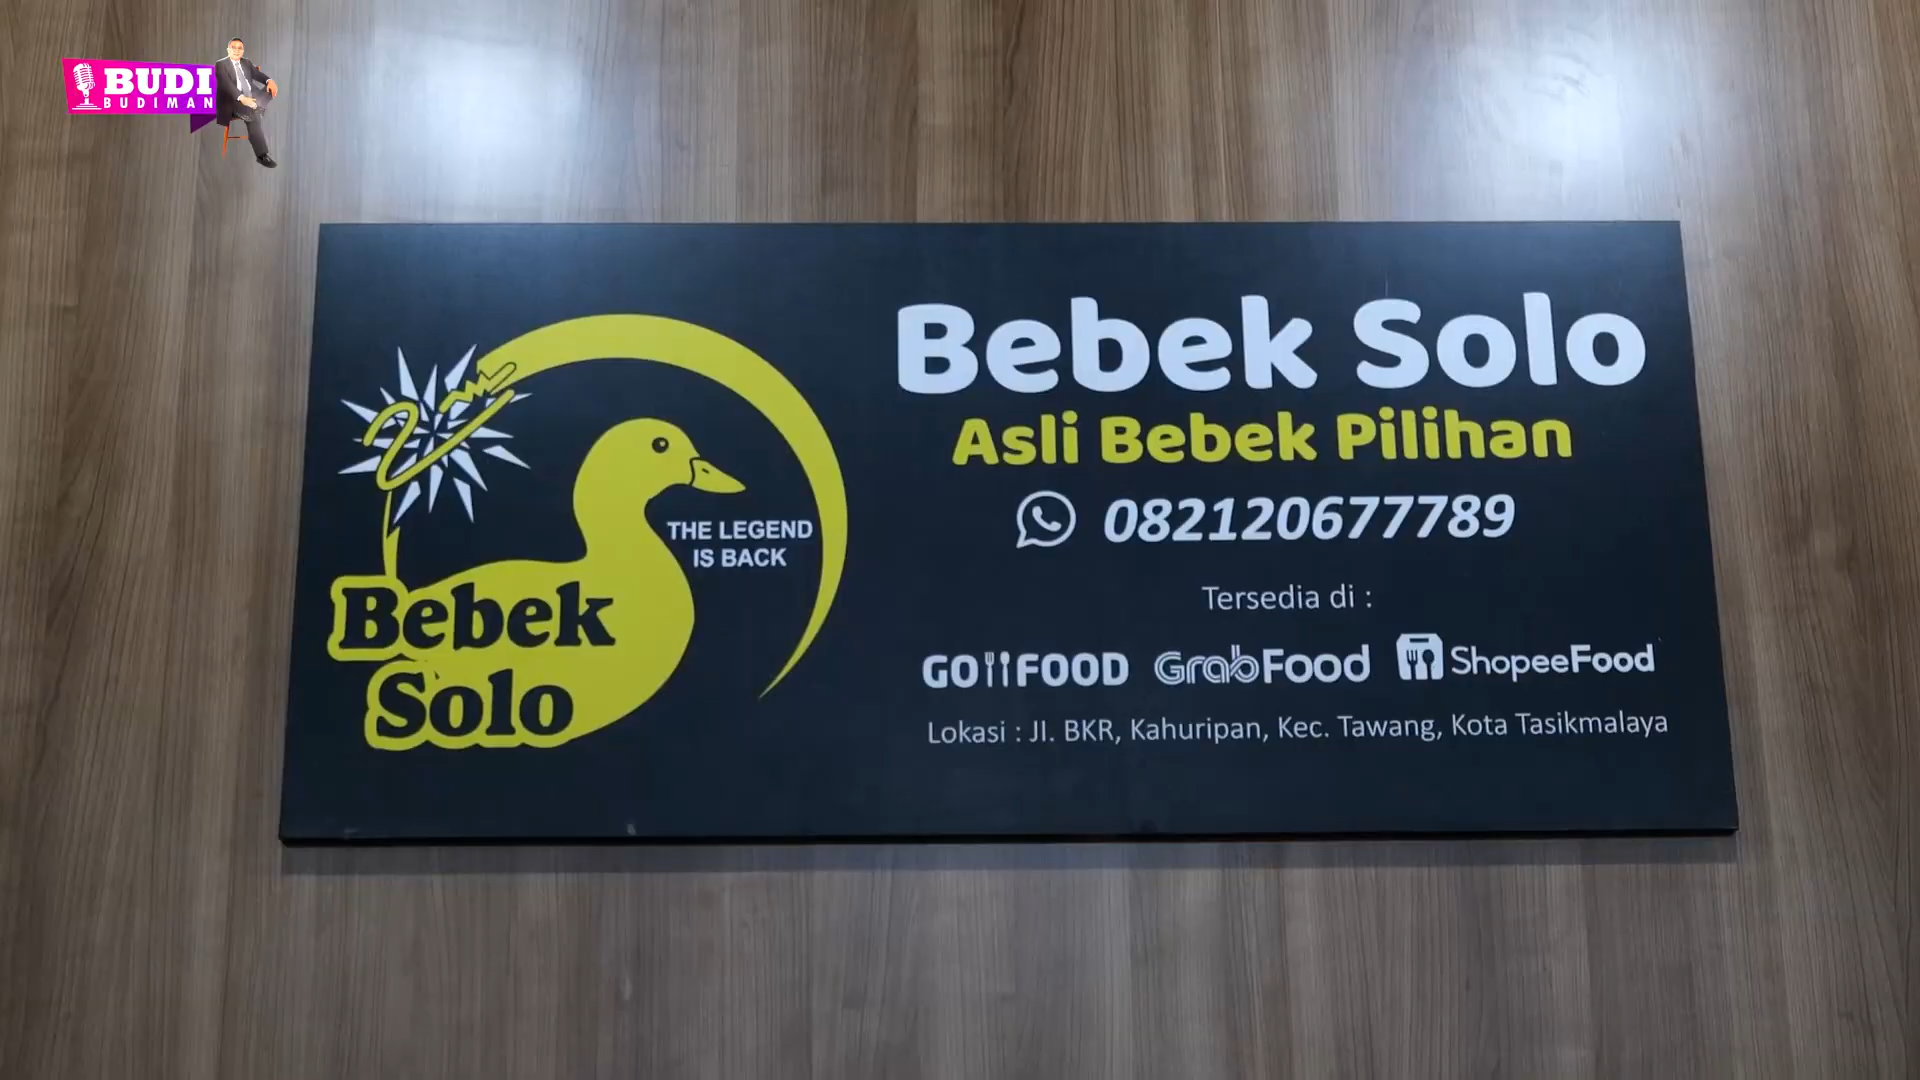 BUDI
BUDIMAN
Bebek Solo
Asli Bebek Pilihan
082120677789
Tersedia di :
GOFOOD GrabFood ShopeeFood
Lokasi : Jl. BKR, Kahuripan, Kec. Tawang, Kota Tasikmalaya
THE LEGEND
IS BACK
Bebek
Solo